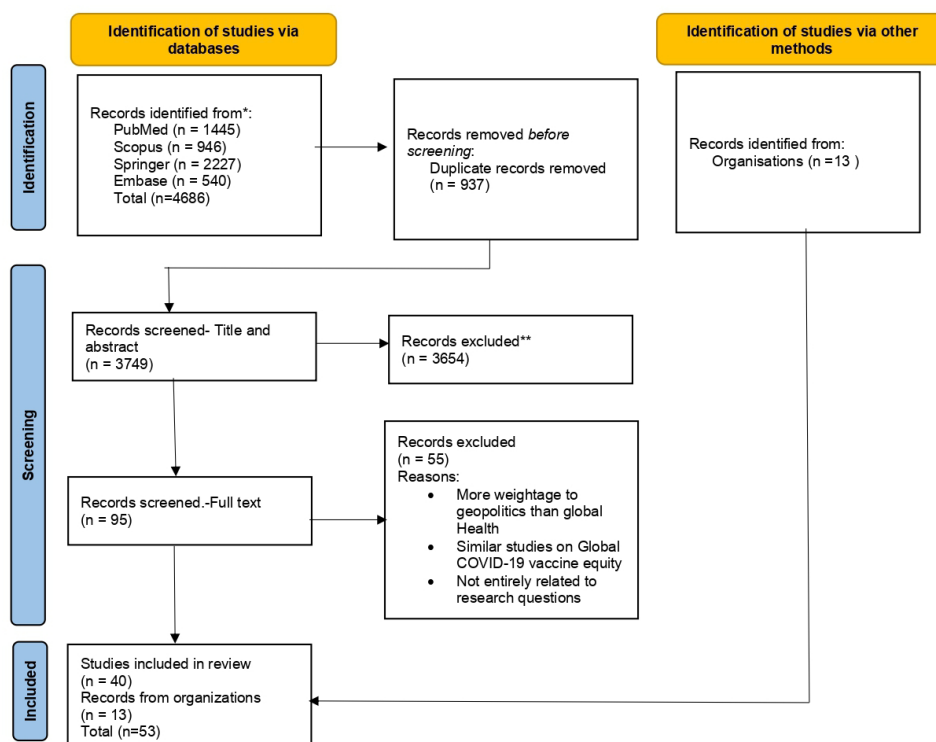 Identification of studies via
databases
Identification of studies via other
methods
Identification
Records identified from*:
PubMed (n = 1445)
Scopus (n = 946)
Springer (n = 2227)
Embase (n = 540)
Total (n=4686)
Records removed before
screening:
Duplicate records removed
(n = 937)
Records identified from:
Organisations (n =13 )
Screening
Records screened- Title and
abstract
(n = 3749)
Records excluded**
(n = 3654)
Records screened.-Full text
(n = 95)
Records excluded
(n = 55)
Reasons:
• More weightage to
geopolitics than global
Health
• Similar studies on Global
COVID-19 vaccine equity
• Not entirely related to
research questions
Included
Studies included in review
(n = 40)
Records from organizations
(n = 13)
Total (n=53)